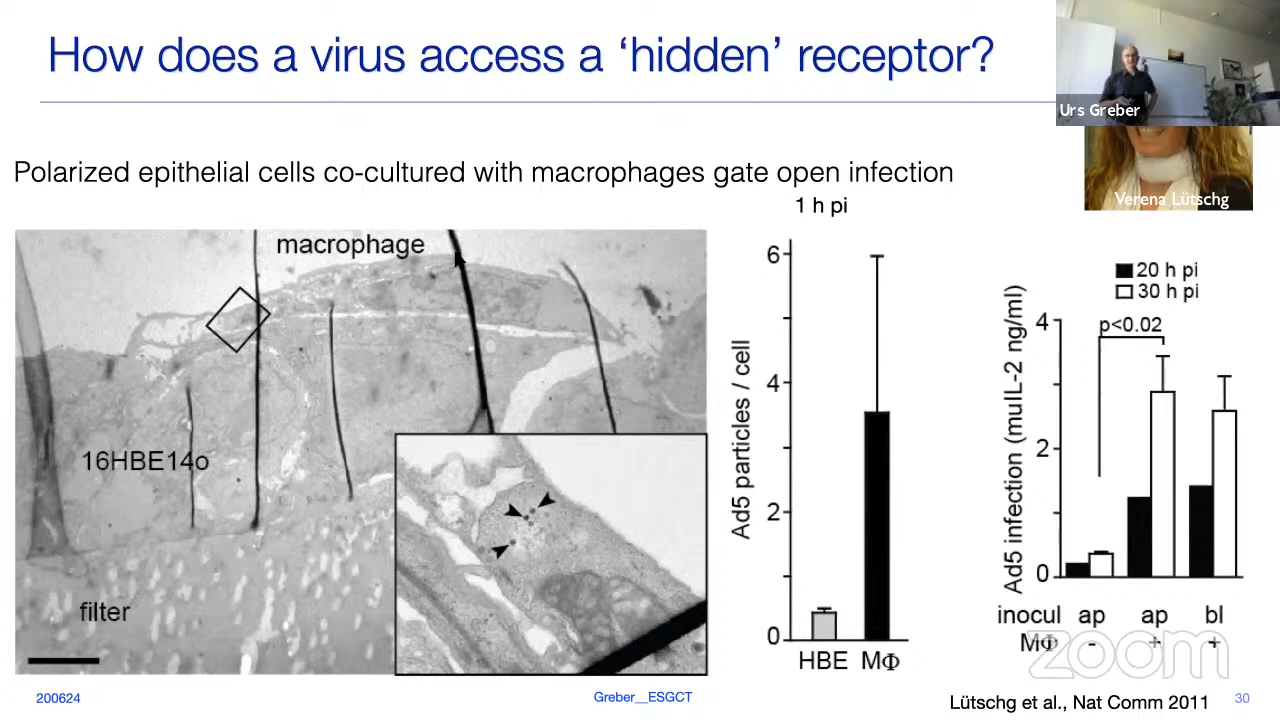 How does a virus access a ‘hidden’ receptor?
Urs Greber
Verena Lütschg
Polarized epithelial cells co-cultured with macrophages gate open infection
1 h pi
macrophage
16HBE14o
filter
Ad5 particles / cell
6
4
2
0
HBE MΦ
20 h pi
30 h pi
p<0.02
Ad5 infection (muIL-2 ng/ml)
4
2
0
inocul ap ap bl
MΦ - + +
zoom
200624
Greber__ESGCT
Lütschg et al., Nat Comm 2011
30